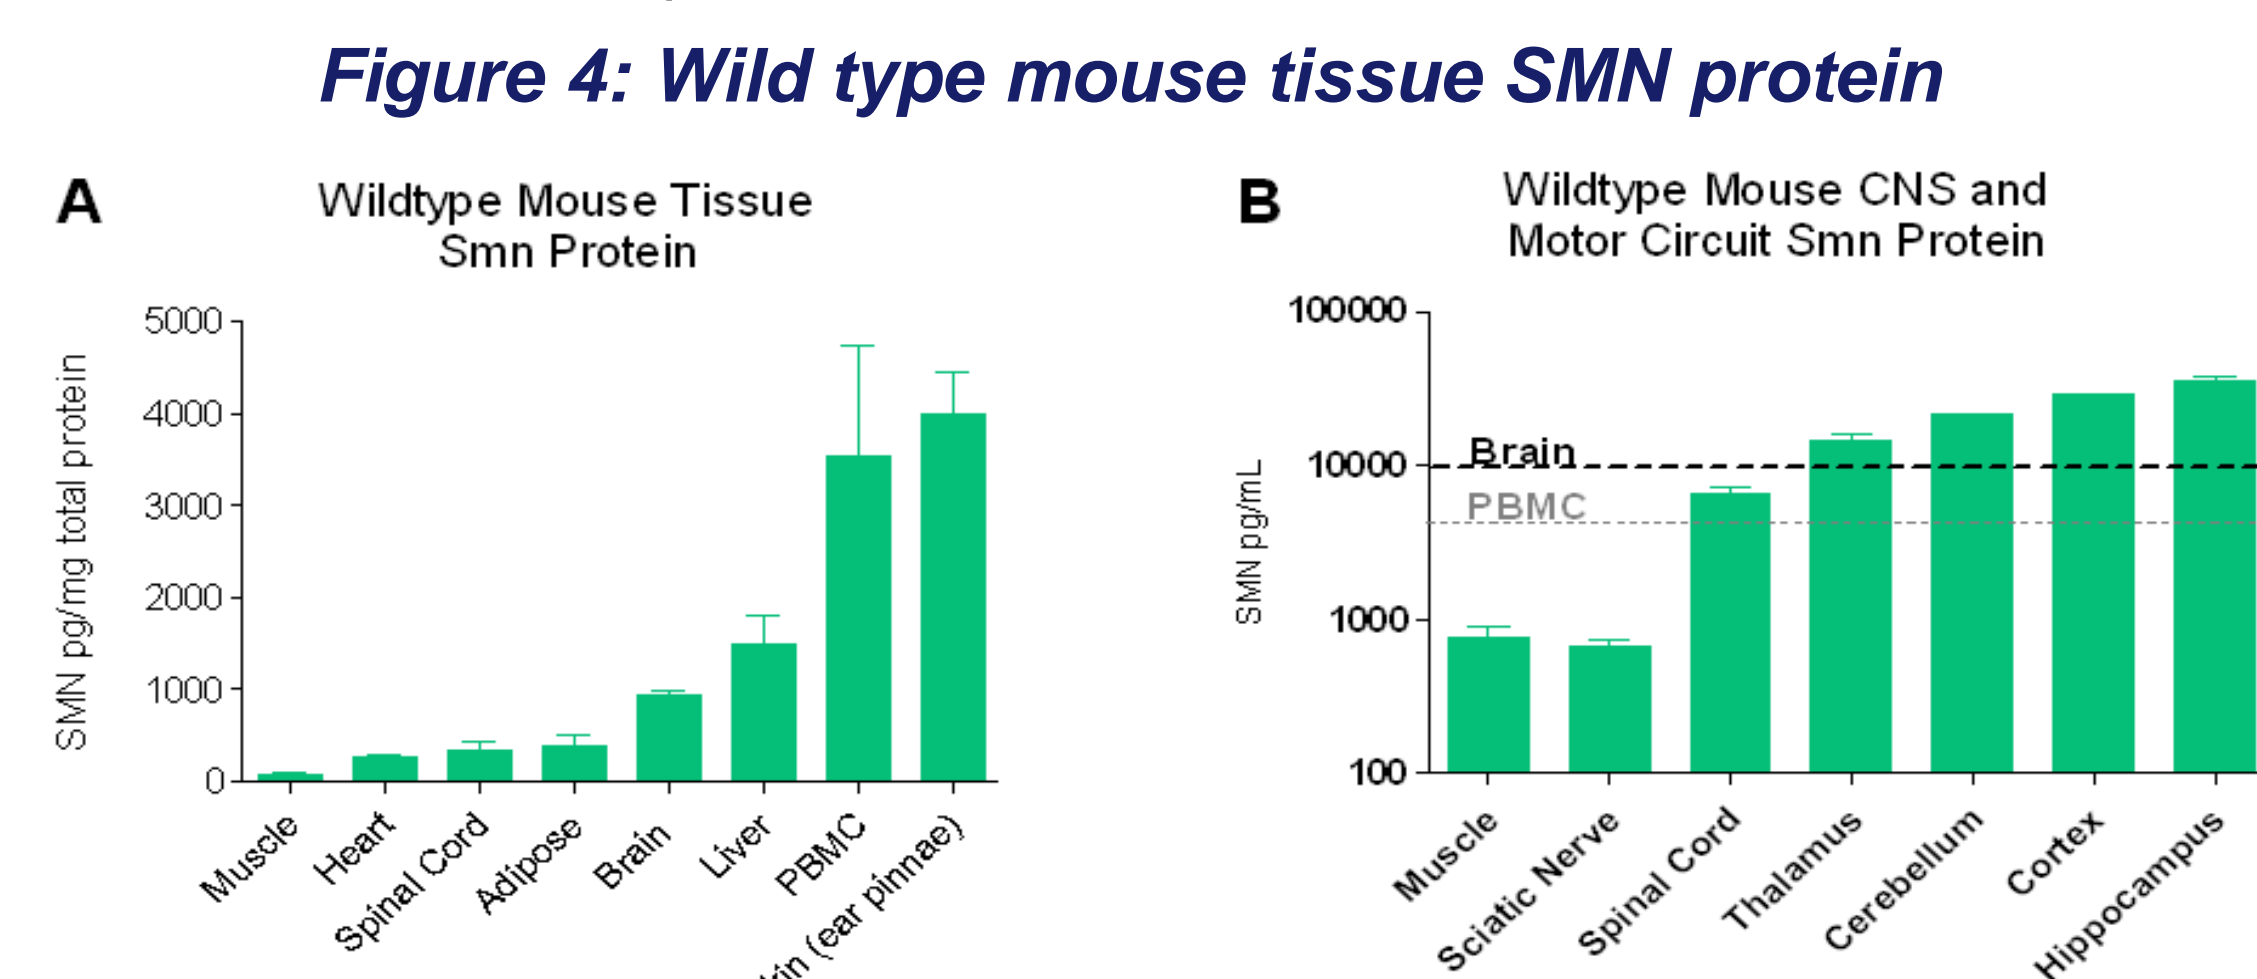 Figure 4: Wild type mouse tissue SMN protein
A
Wildtype Mouse Tissue
Smn Protein
SMN pg/mg total protein
5000
4000
3000
2000
1000
0
Muscle
Heart
Spinal Cord
Adipose
Brain
Liver
PBMC
(ear pinnae)
B
Wildtype Mouse CNS and
Motor Circuit Smn Protein
SMN pg/mL
100000
10000
1000
100
Brain
PBMC
Muscle
Sciatic Nerve
Spinal Cord
Thalamus
Cerebellum
Cortex
Hippocampus